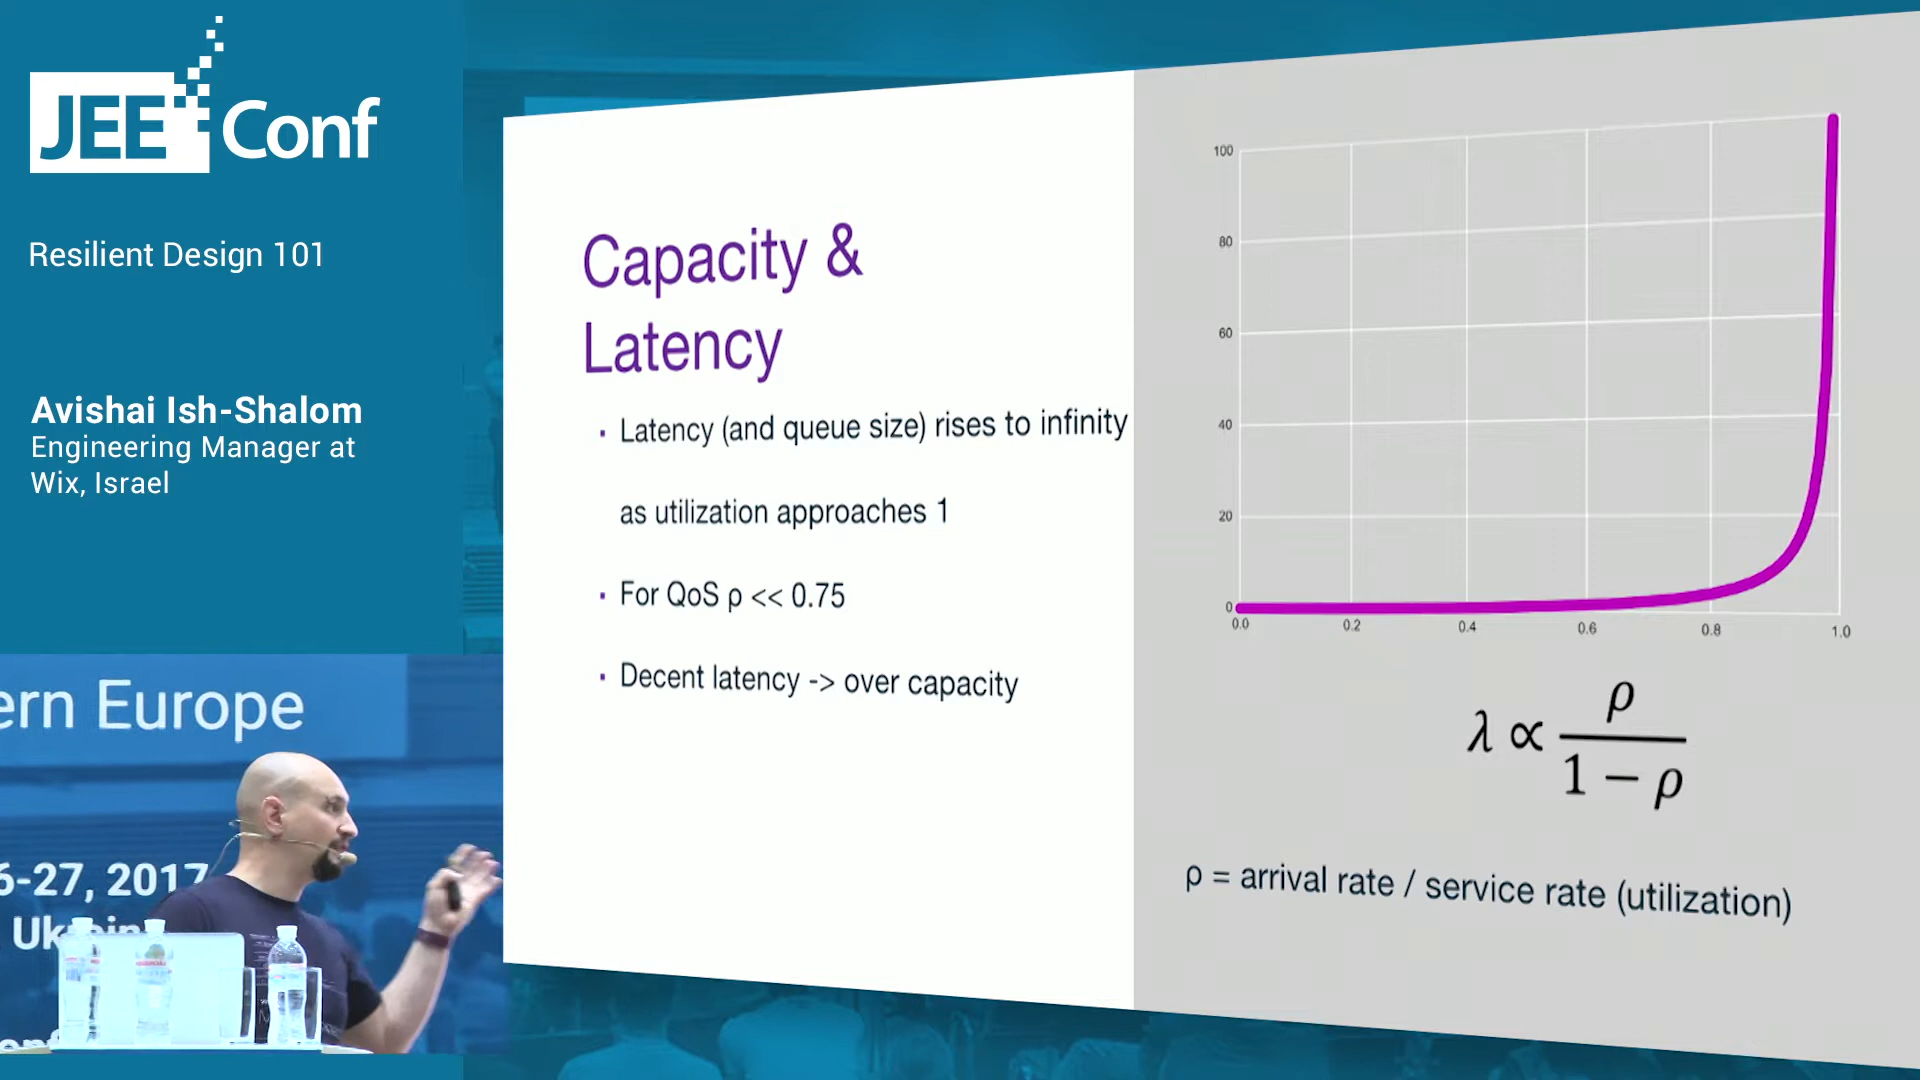 JEE Conf
Resilient Design 101
Avishai Ish-Shalom
Engineering Manager at
Wix, Israel
ern Europe
6-27, 2017
Capacity &
Latency
▪ Latency (and queue size) rises to infinity
as utilization approaches 1
▪ For QoS ρ << 0.75
▪ Decent latency -> over capacity
100
80
60
40
20
0
0.0 0.2 0.4 0.6 0.8 1.0
λ ∝ ρ / 1 − ρ
ρ = arrival rate / service rate (utilization)